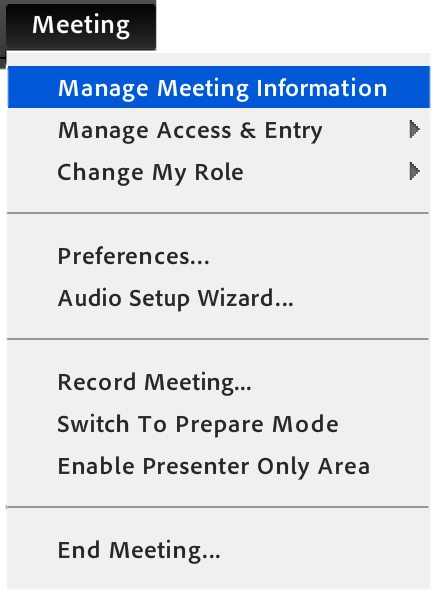 Meeting
Manage Meeting Information
Manage Access & Entry
Change My Role
Preferences...
Audio Setup Wizard...
Record Meeting...
Switch To Prepare Mode
Enable Presenter Only Area
End Meeting...